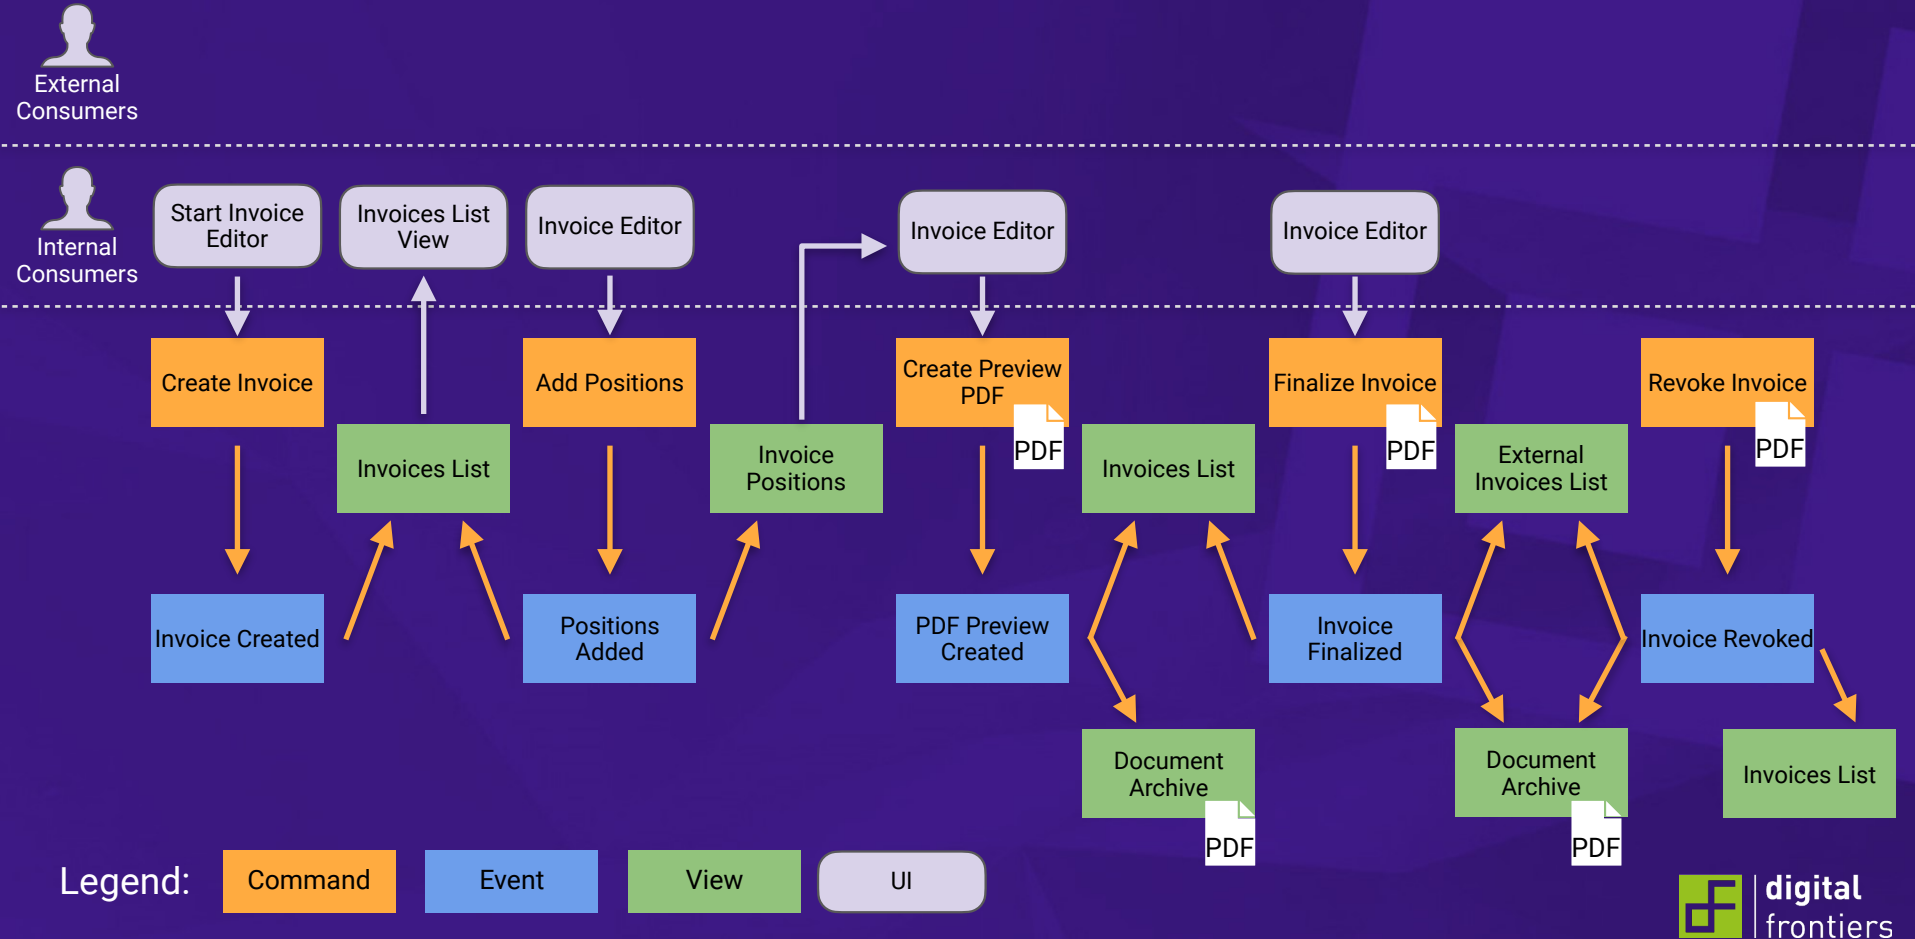 External
Consumers
Internal
Consumers
Start Invoice
Editor
Invoices List
View
Invoice Editor
Invoice Editor
Invoice Editor
Create Invoice
Add Positions
Create Preview
PDF
PDF
Finalize Invoice
PDF
Revoke Invoice
PDF
Invoices List
Invoice
Positions
Invoices List
External
Invoices List
Invoice Created
Positions
Added
PDF Preview
Created
Invoice
Finalized
Invoice Revoked
Document
Archive
PDF
Document
Archive
PDF
Invoices List
Legend:
Command
Event
View
UI
digital
frontiers